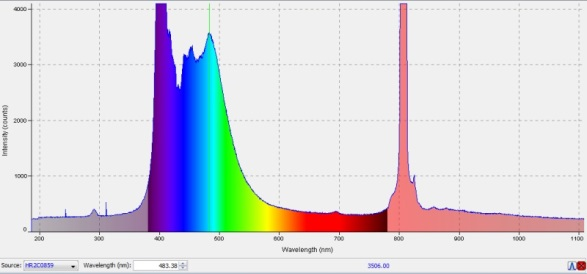 4000
3000
2000
1000
0
Intensity (counts)
200 300 400 500 600 700 800 900 1000 1100
Wavelength (nm)
Source: HR2C0859 Wavelength (nm): 483.38 3506.00 A